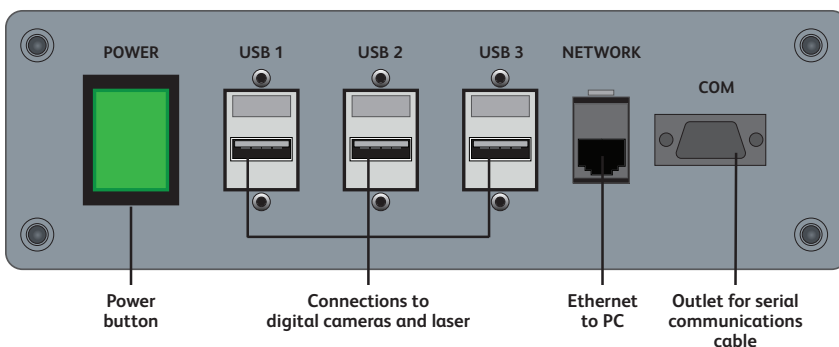 POWER
USB 1
USB 2
USB 3
NETWORK
COM
Power
button
Connections to
digital cameras and laser
Ethernet
to PC
Outlet for serial
communications
cable